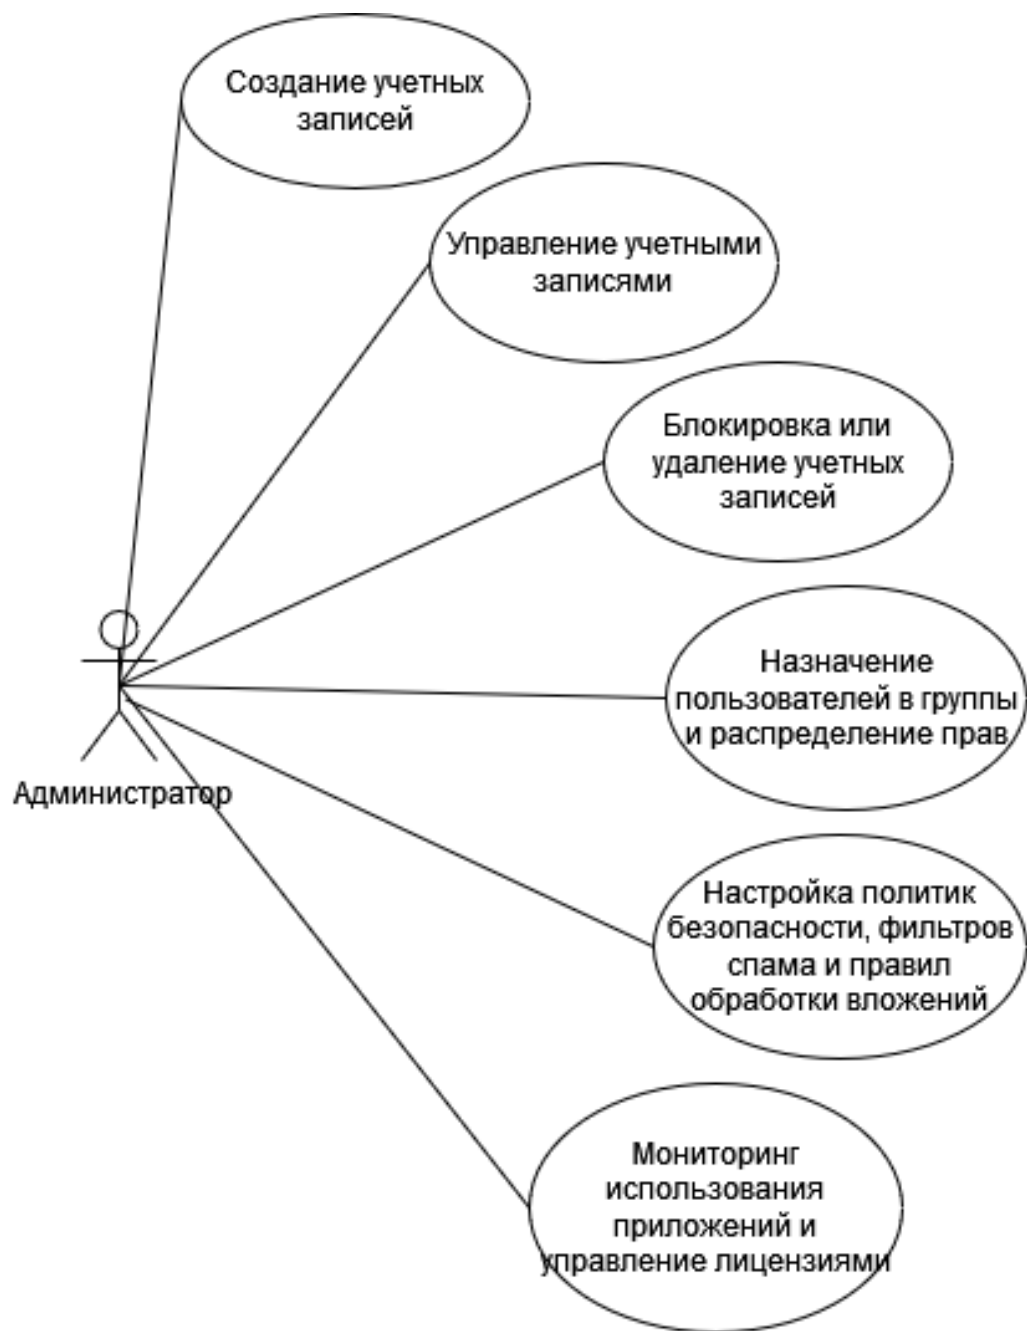 Создание учетных
записей
Управление учетными
записями
Блокировка или
удаление учетных
записей
Назначение
пользователей в группы
и распределение прав
Администратор
Настройка политик
безопасности, фильтров
спама и правил
обработки вложений
Мониторинг
использования
приложений и
управление лицензиями